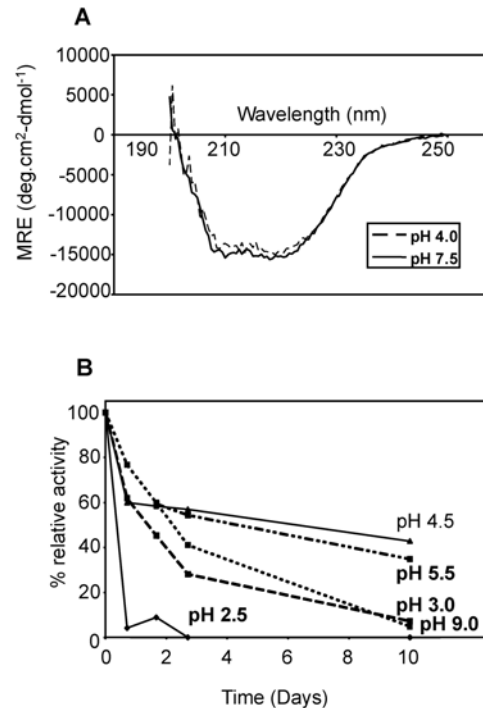 A
MRE (deg.cm²-dmol⁻¹)
15000
10000
5000
0
-5000
-10000
-15000
-20000
Wavelength (nm)
190 210 230 250
pH 4.0
pH 7.5
B
% relative activity
100
80
60
40
20
0
pH 4.5
pH 5.5
pH 3.0
pH 9.0
pH 2.5
0 2 4 6 8 10
Time (Days)